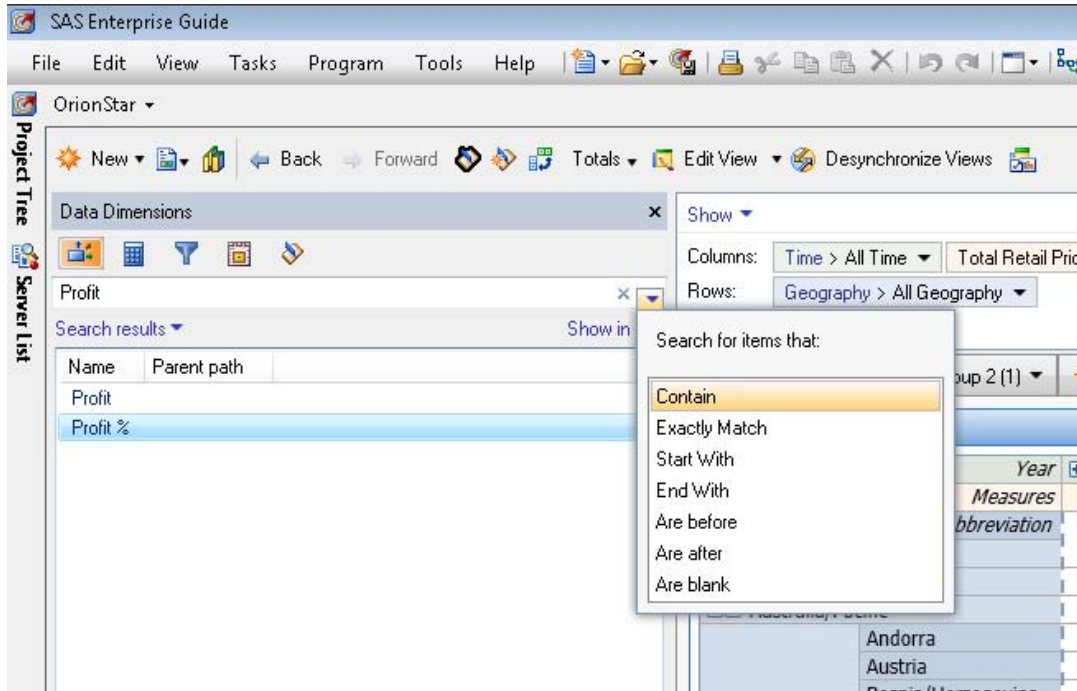 SAS Enterprise Guide
File Edit View Tasks Program Tools Help
OrionStar
Project Tree
Server List
New Back Forward Totals Edit View Desynchronize Views
Data Dimensions
Show
Columns: Time > All Time Total Retail Pric
Profit
Rows: Geography > All Geography
Search results Show in
Search for items that:
Name Parent path
oup 2 (1)
Profit
Contain
Profit %
Exactly Match
Start With
Year
End With
Measures
Are before
bbreviation
Are after
Are blank
Andorra
Austria